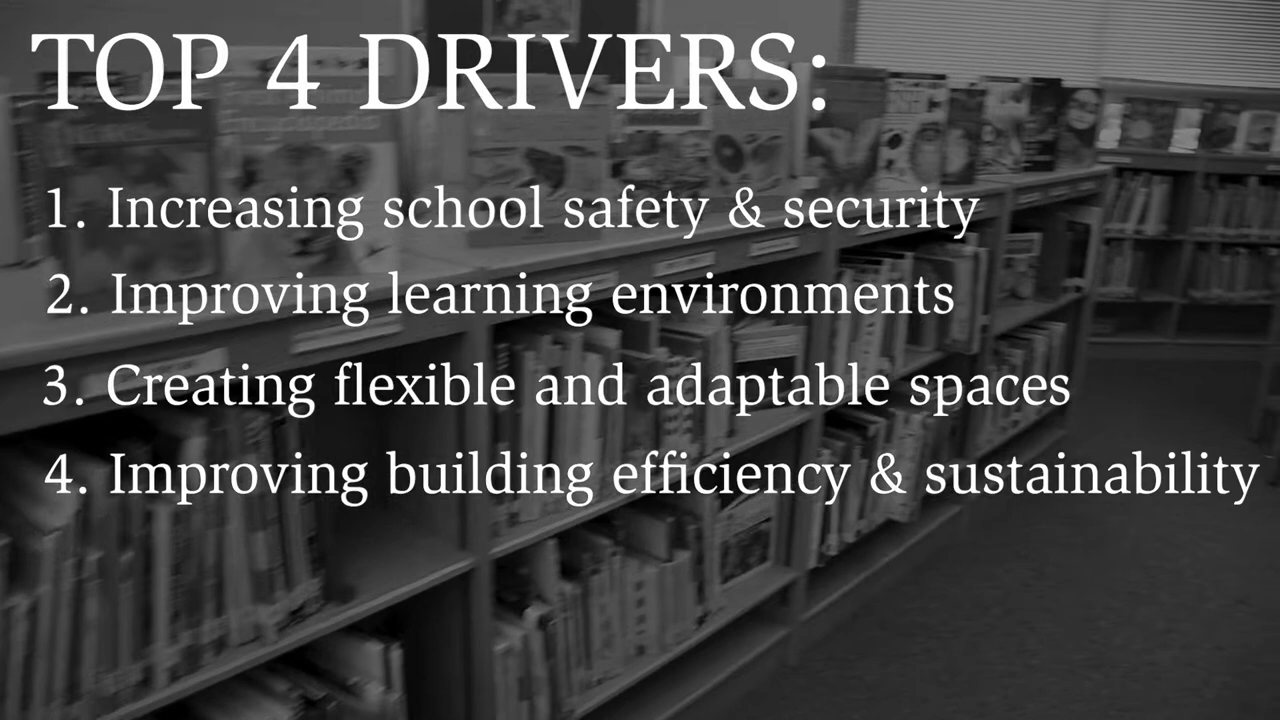 TOP 4 DRIVERS:
1. Increasing school safety & security
2. Improving learning environments
3. Creating flexible and adaptable spaces
4. Improving building efficiency & sustainability